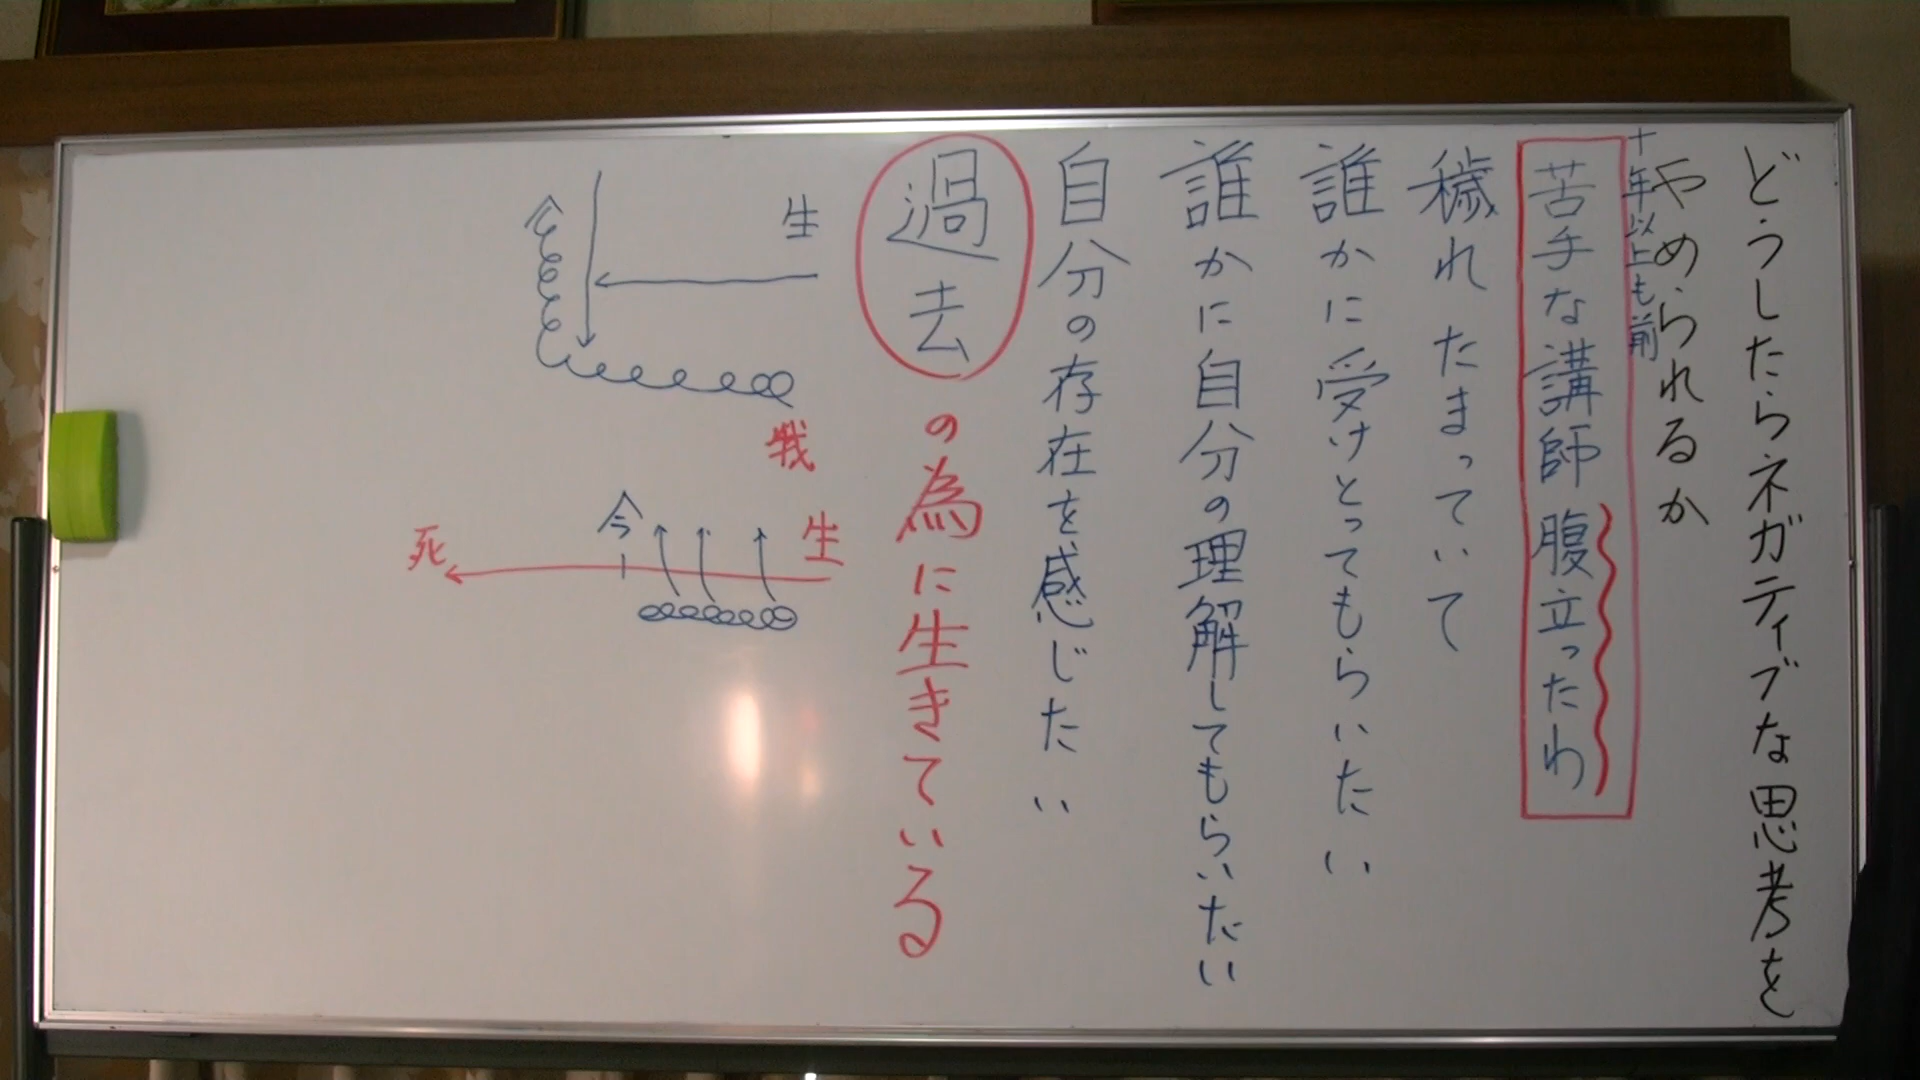 どうしたらネガティブな思考を
やめられるか
十年以上も前
苦手な講師 腹立ったわ
穢れ たまっていて
誰かに受けとってもらいたい
誰かに自分の理解してもらいたい
自分の存在を感じたい
過去の為に生きている
生
我
生
今
死